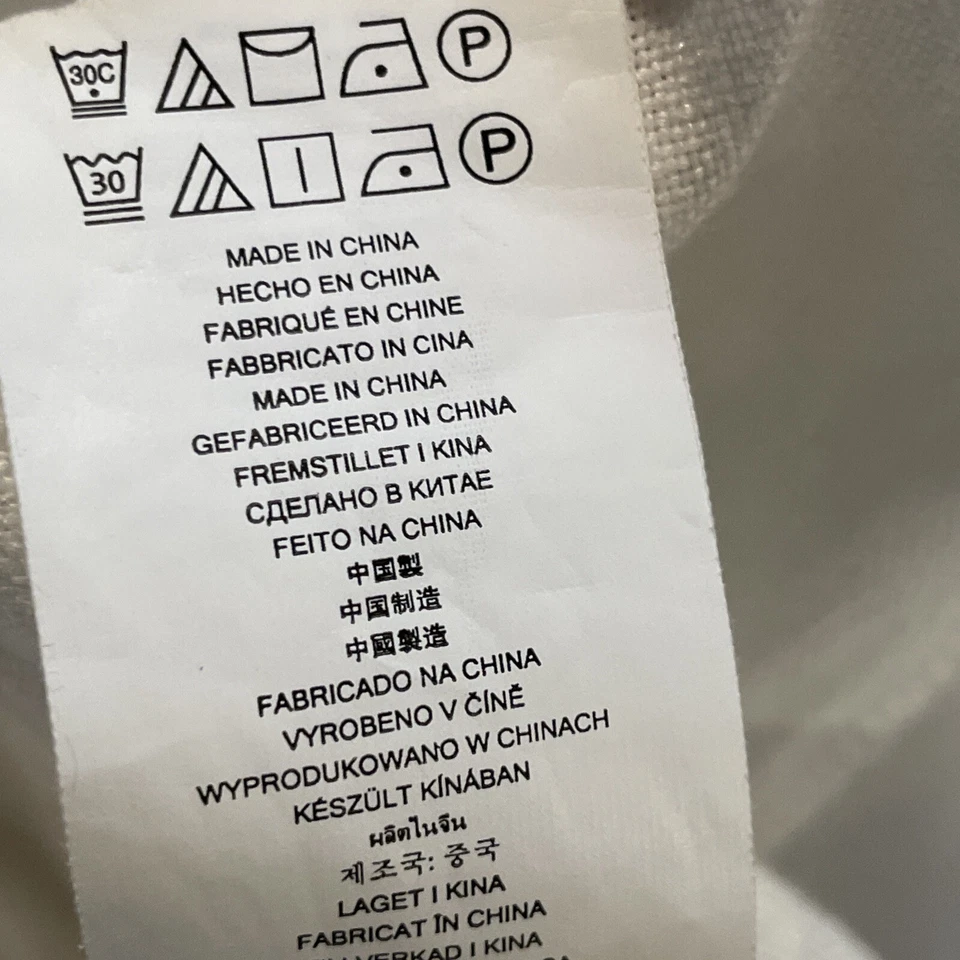 30C P
30 P
MADE IN CHINA
HECHO EN CHINA
FABRIQUÉ EN CHINE
FABBRICATO IN CINA
MADE IN CHINA
GEFABRICEERD IN CHINA
FREMSTILLET I KINA
СДЕЛАНО В КИТАЕ
FEITO NA CHINA
中国製
中国制造
中國製造
FABRICADO NA CHINA
VYROBENO V ČÍNĚ
WYPRODUKOWANO W CHINACH
KÉSZÜLT KÍNÁBAN
ผลิตในจีน
제조국: 중국
LAGET I KINA
FABRICAT ÎN CHINA
I KINA